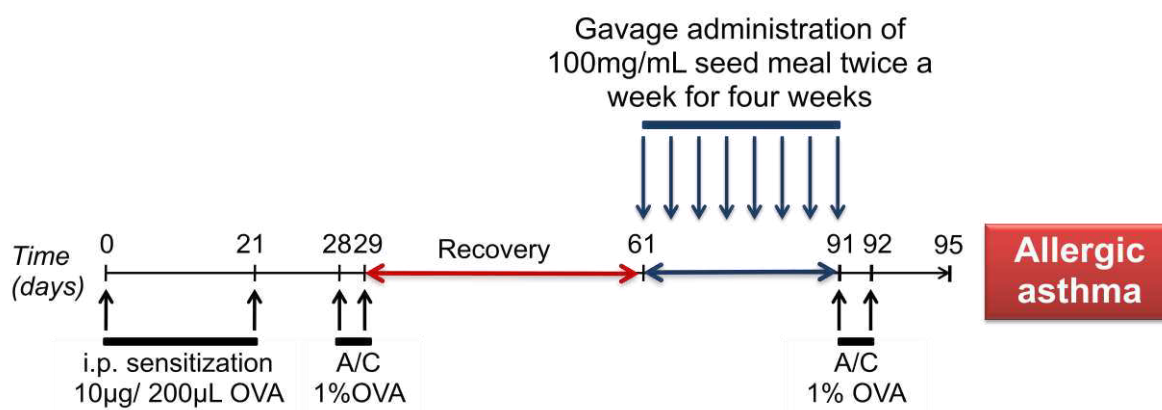 Gavage administration of
100mg/mL seed meal twice a
week for four weeks
Time
(days)
0 21 28 29 Recovery 61 91 92 95
Allergic
asthma
i.p. sensitization
10µg/ 200µL OVA
A/C
1%OVA
A/C
1% OVA